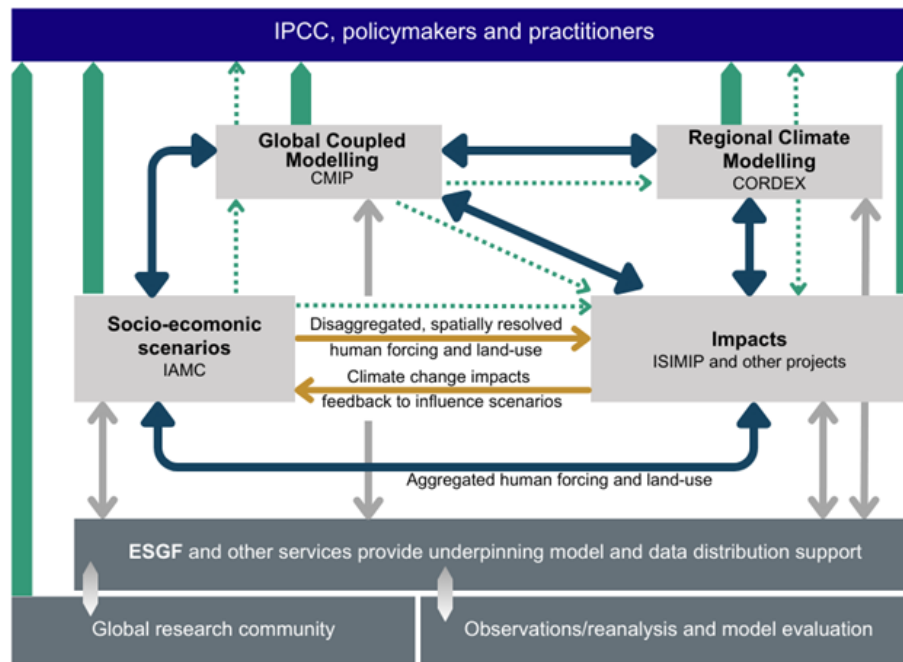 IPCC, policymakers and practitioners
Global Coupled
Modelling
CMIP
Regional Climate
Modelling
CORDEX
Socio-ecomonic
scenarios
IAMC
Disaggregated, spatially resolved
human forcing and land-use
Climate change impacts
feedback to influence scenarios
Impacts
ISIMIP and other projects
Aggregated human forcing and land-use
ESGF and other services provide underpinning model and data distribution support
Global research community
Observations/reanalysis and model evaluation